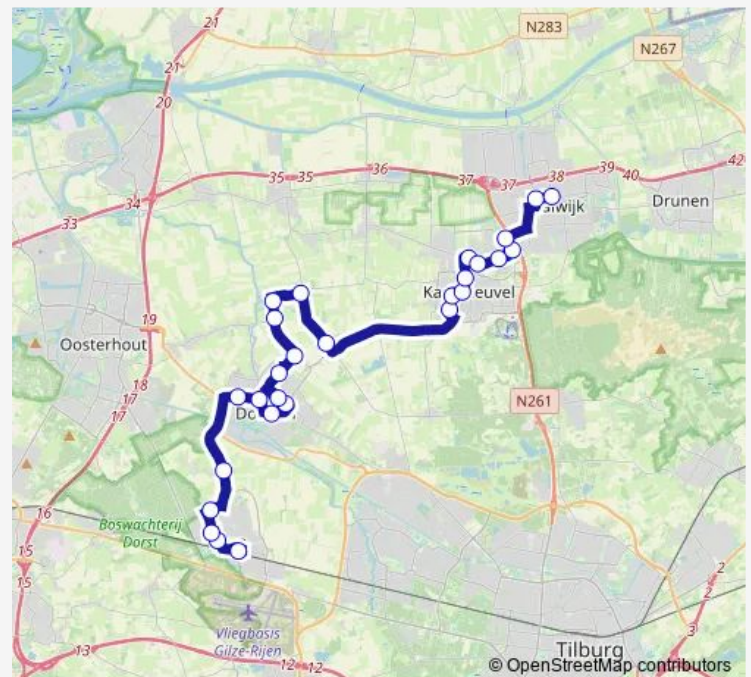 21
N283
N267
21
20
36
35
35
37
37
38
39
40
42
34
33
Drunen
19
Oosterhout
18
17
17
N261
16
Boswachterij
Dorst
15
15
2
2
3
Vliegbasis
Gilze-Rijen
13
12
12
Tilburg
© OpenStreetMap contributors